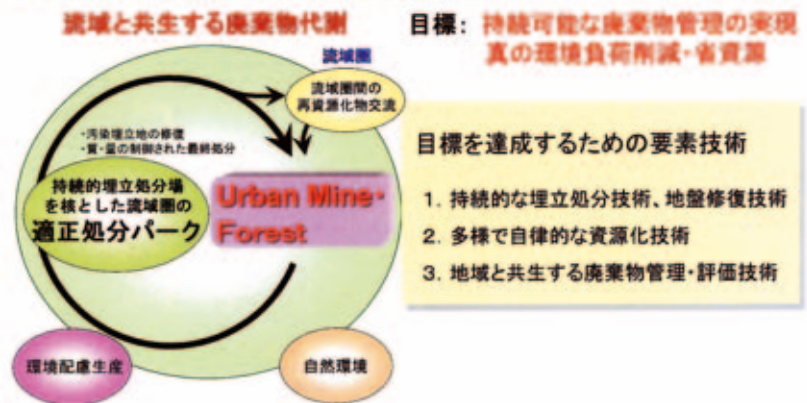 流域と共生する廃棄物代謝
目標： 持続可能な廃棄物管理の実現
真の環境負荷削減・省資源
流域圏
流域圏間の
再資源化物交流
・汚染埋立地の修復
・質・量の制御された最終処分
持続的埋立処分場
を核とした流域圏の
適正処分パーク
Urban Mine・
Forest
環境配慮生産
自然環境
目標を達成するための要素技術
1. 持続的な埋立処分技術、地盤修復技術
2. 多様で自律的な資源化技術
3. 地域と共生する廃棄物管理・評価技術